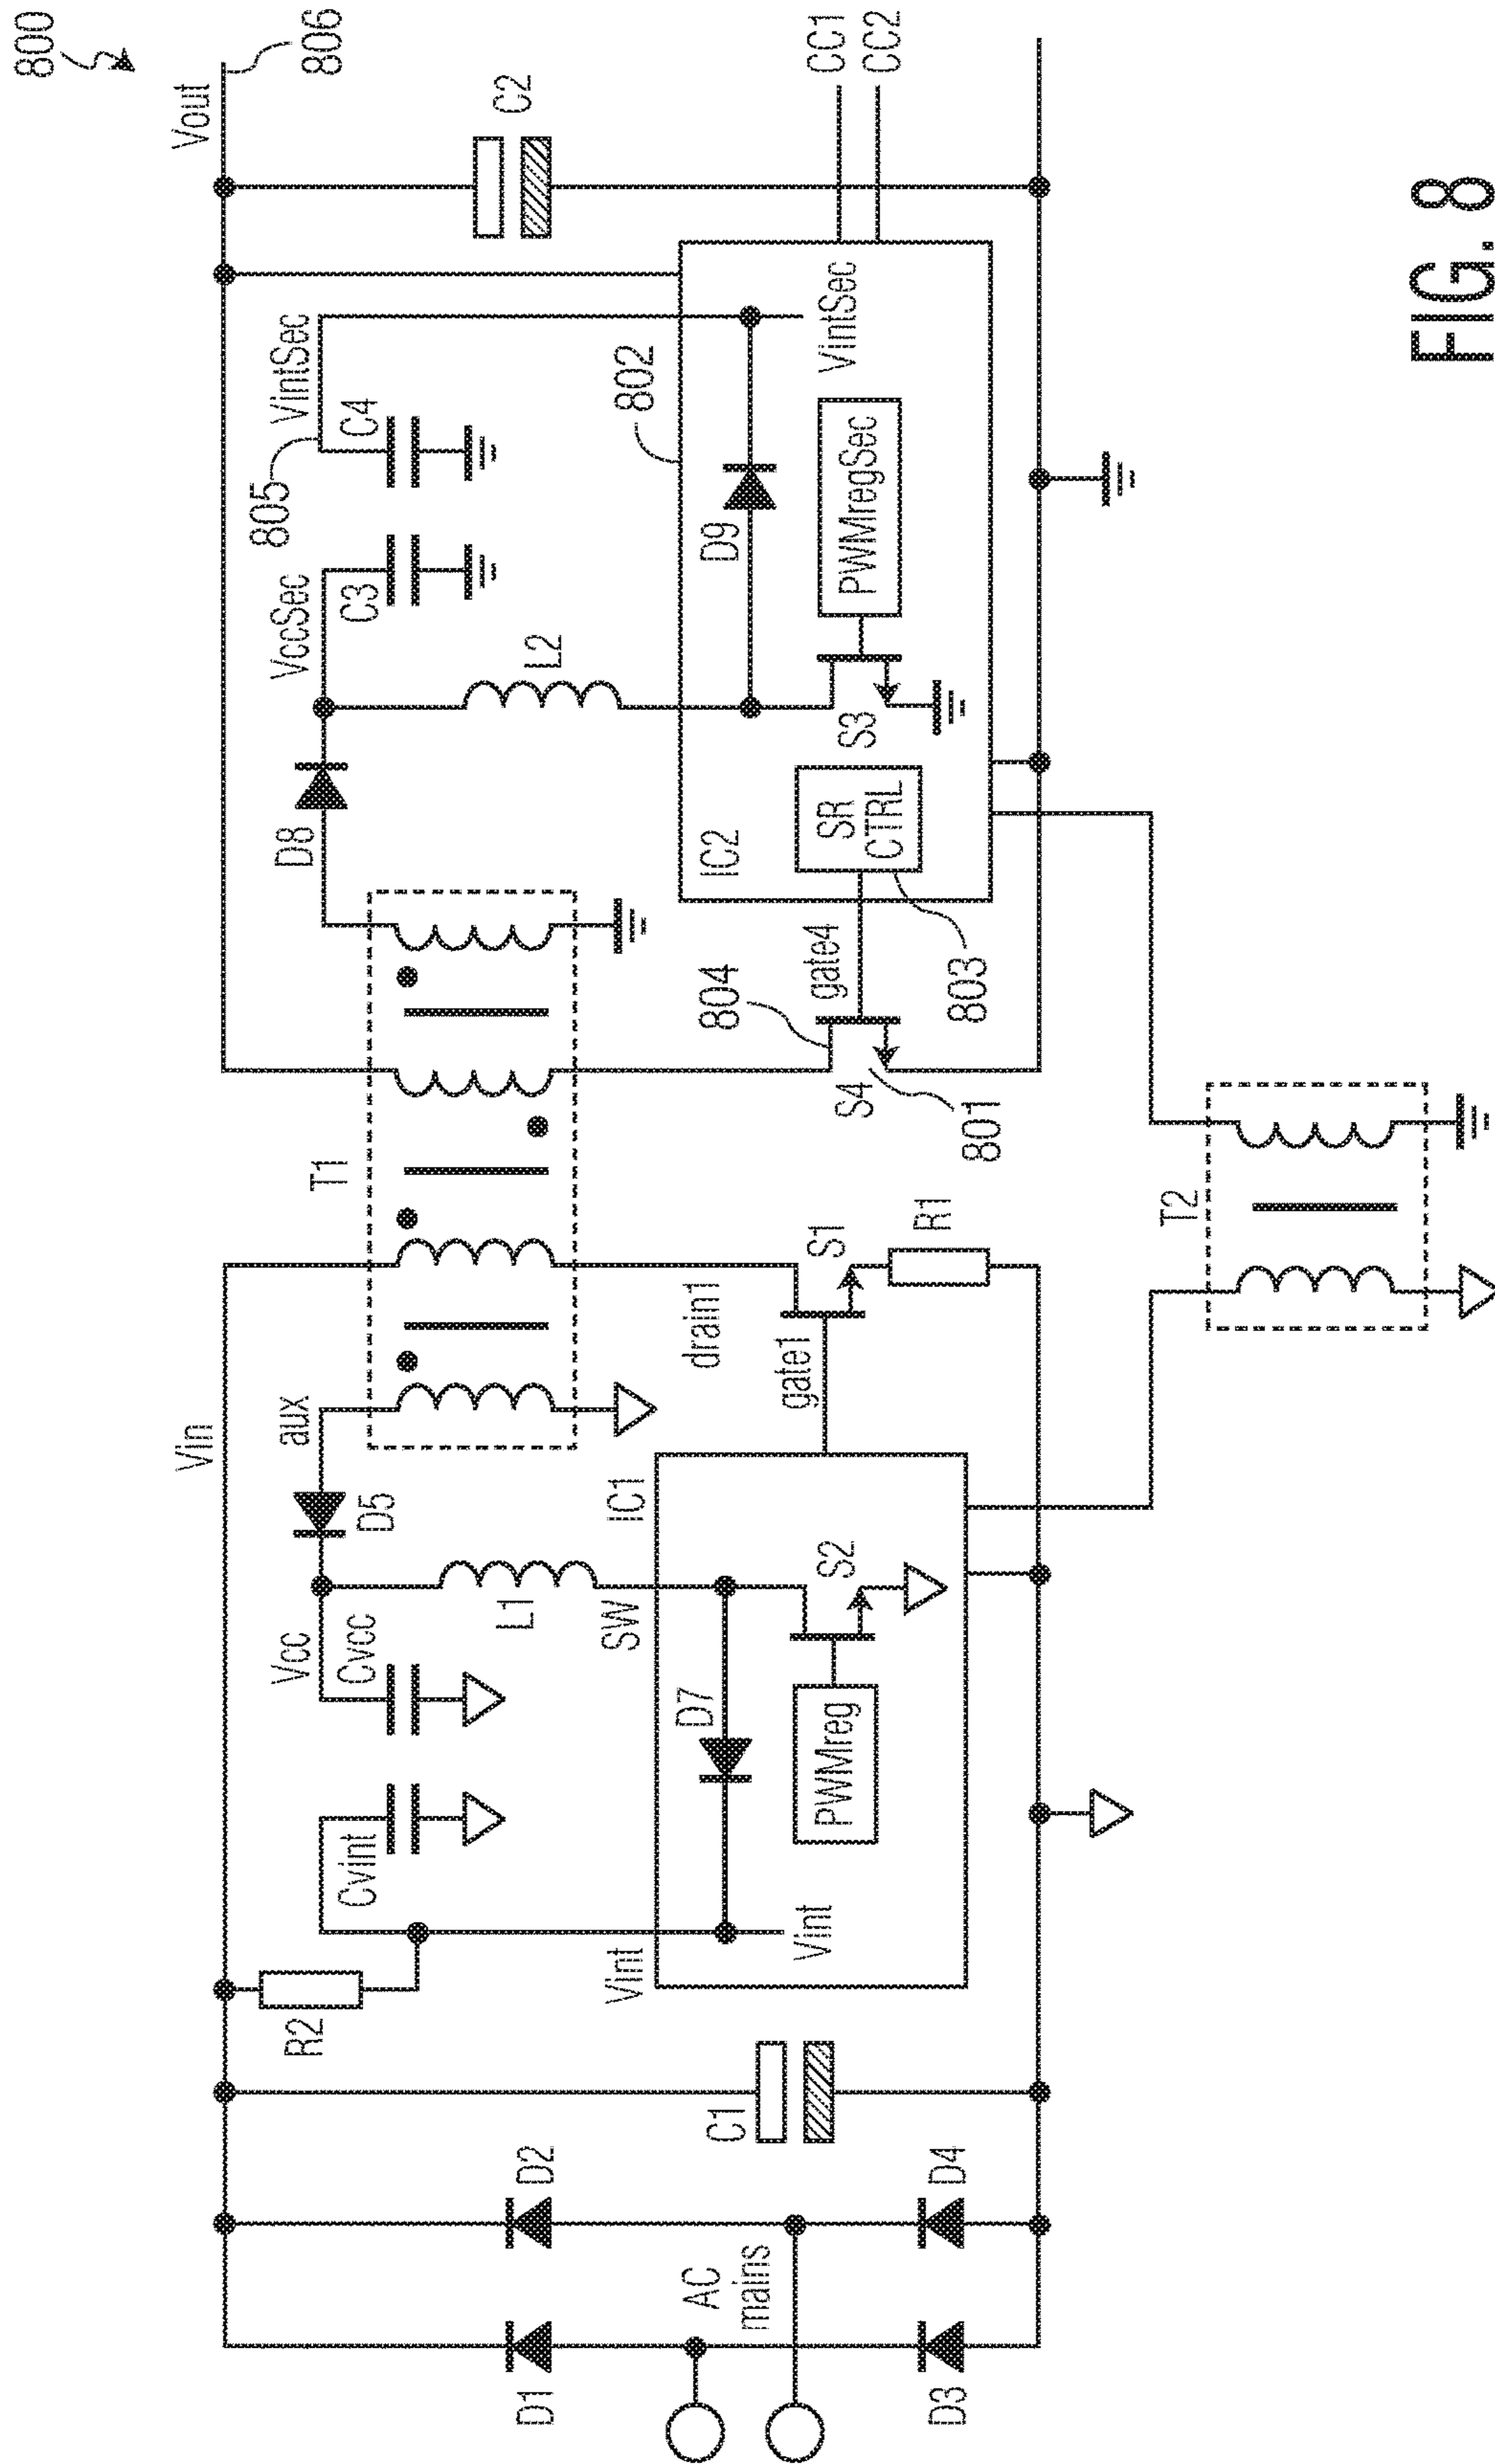 800
806
Vout
Vin
C2
CC1
CC2
805
VintSec
C4
VccSec
C3
L2
D8
802
VintSec
D9
PWMregSec
S3
SR
CTRL
IC2
803
804
gate4
S4
801
T1
aux
D5
Vcc
Cvcc
L1
SW
Cvint
R2
Vint
IC1
D7
Vint
PWMreg
S2
drain1
gate1
S1
R1
T2
C1
AC
mains
D1
D2
D3
D4
FIG. 8